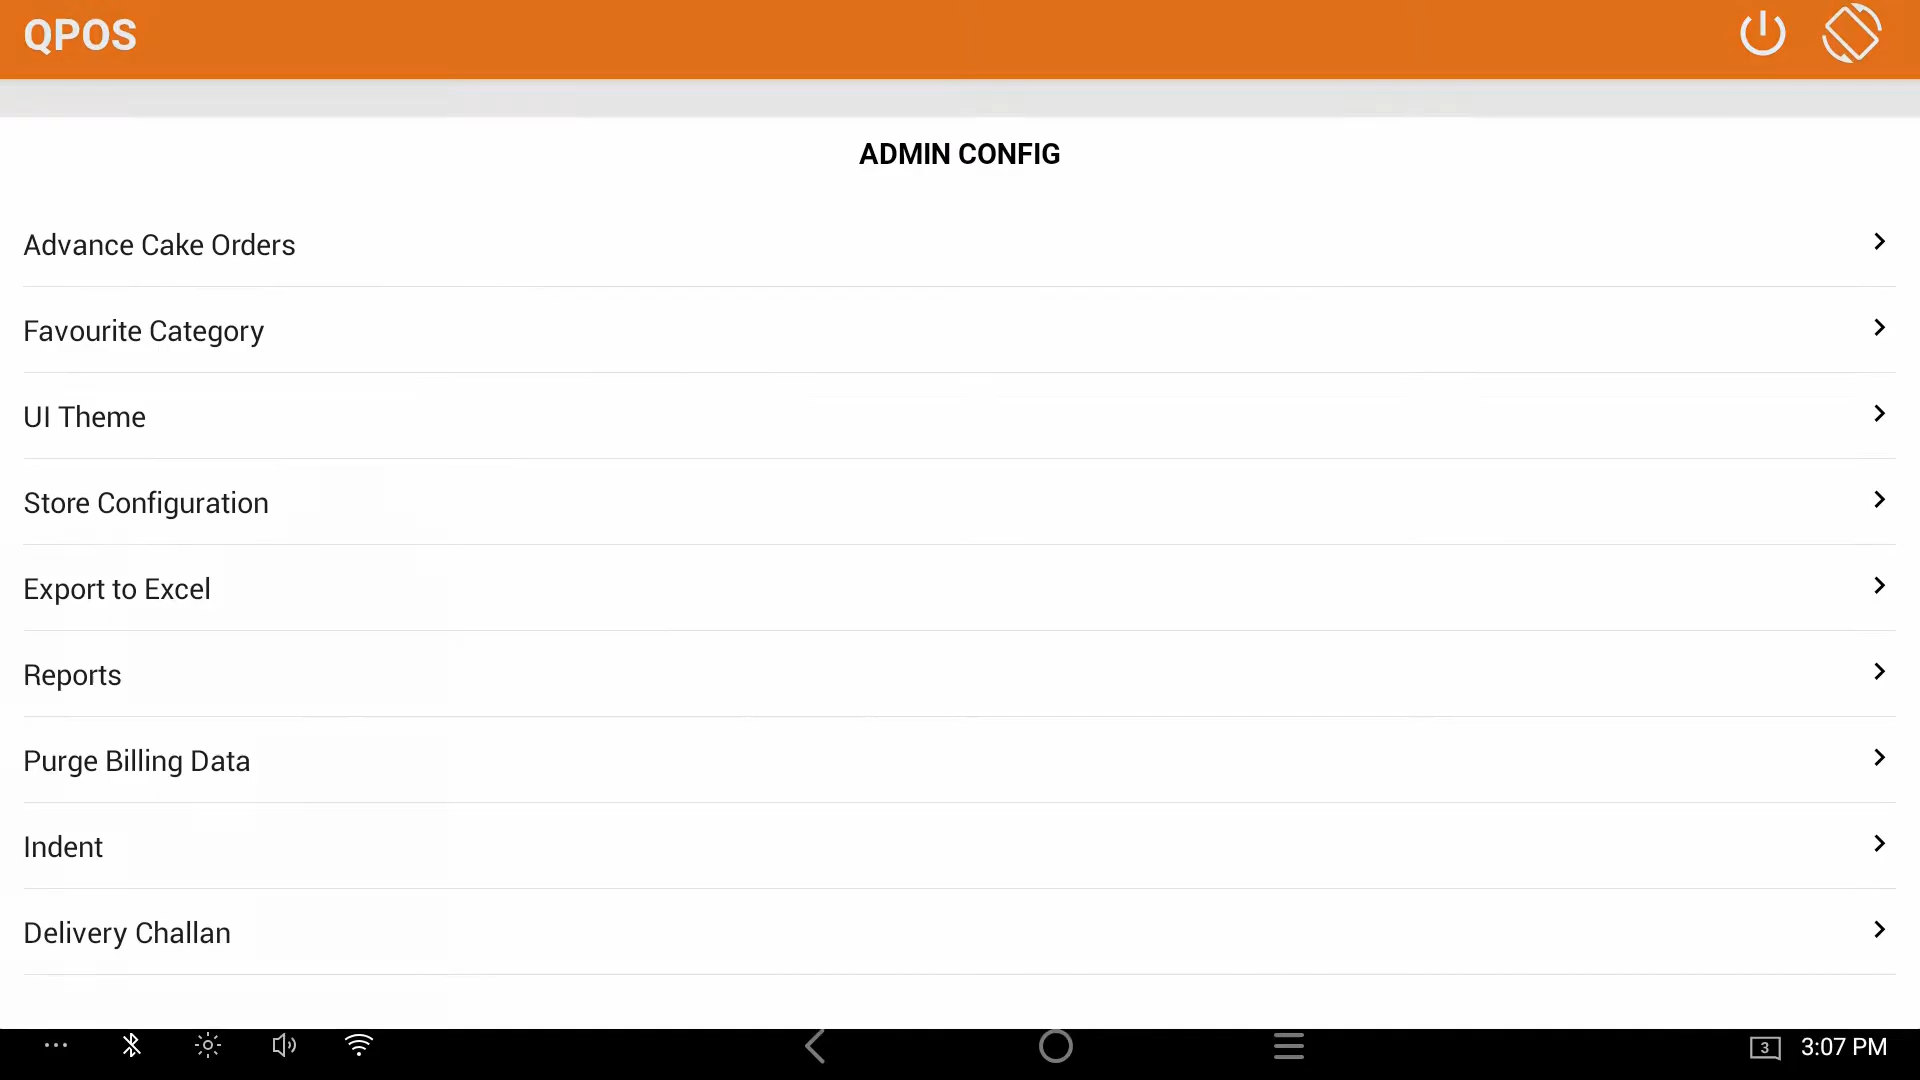 QPOS
ADMIN CONFIG
Advance Cake Orders
Favourite Category
UI Theme
Store Configuration
Export to Excel
Reports
Purge Billing Data
Indent
Delivery Challan
3 3:07 PM